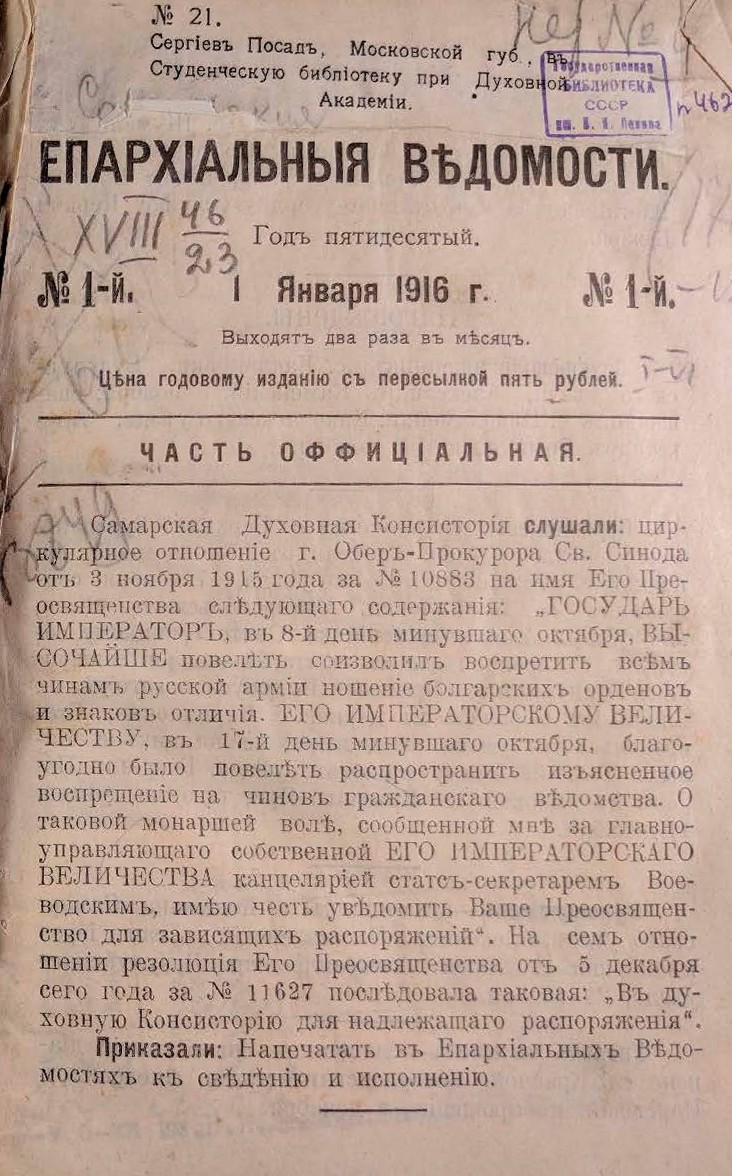 № 21.
Сергіевъ Посадъ, Московской губ., въ
Студенческую библіотеку при Духовной
Академіи.
Государственная
БИБЛИОТЕКА
СССР
им. В. И. Ленина
ЕПАРХІАЛЬНЫЯ ВѢДОМОСТИ.
XVIII 46
23
Годъ пятидесятый.
№ 1-й. 1 Января 1916 г. № 1-й.
Выходятъ два раза въ мѣсяцъ.
Цѣна годовому изданію съ пересылкой пять рублей.
ЧАСТЬ ОФФИЦІАЛЬНАЯ.
Самарская Духовная Консисторія слушали: цир-
кулярное отношеніе г. Оберъ-Прокурора Св. Синода
отъ 3 ноября 1915 года за № 10883 на имя Его Пре-
освященства слѣдующаго содержанія: „ГОСУДАРЬ
ИМПЕРАТОРЪ, въ 8-й день минувшаго октября, ВЫ-
СОЧАЙШЕ повелѣть соизволилъ воспретить всѣмъ
чинамъ русской арміи ношеніе болгарскихъ орденовъ
и знаковъ отличія. ЕГО ИМПЕРАТОРСКОМУ ВЕЛИ-
ЧЕСТВУ, въ 17-й день минувшаго октября, благо-
угодно было повелѣть распространить изъясненное
воспрещеніе на чиновъ гражданскаго вѣдомства. О
таковой монаршей волѣ, сообщенной мнѣ за главно-
управляющаго собственной ЕГО ИМПЕРАТОРСКАГО
ВЕЛИЧЕСТВА канцеляріей статсъ-секретаремъ Вое-
водскимъ, имѣю честь увѣдомить Ваше Преосвящен-
ство для зависящихъ распоряженій“. На семъ отно-
шеніи резолюція Его Преосвященства отъ 5 декабря
сего года за № 11627 послѣдовала таковая: „Въ ду-
ховную Консисторію для надлежащаго распоряженія“.
Приказали: Напечатать въ Епархіальныхъ Вѣдо-
мостяхъ къ свѣдѣнію и исполненію.